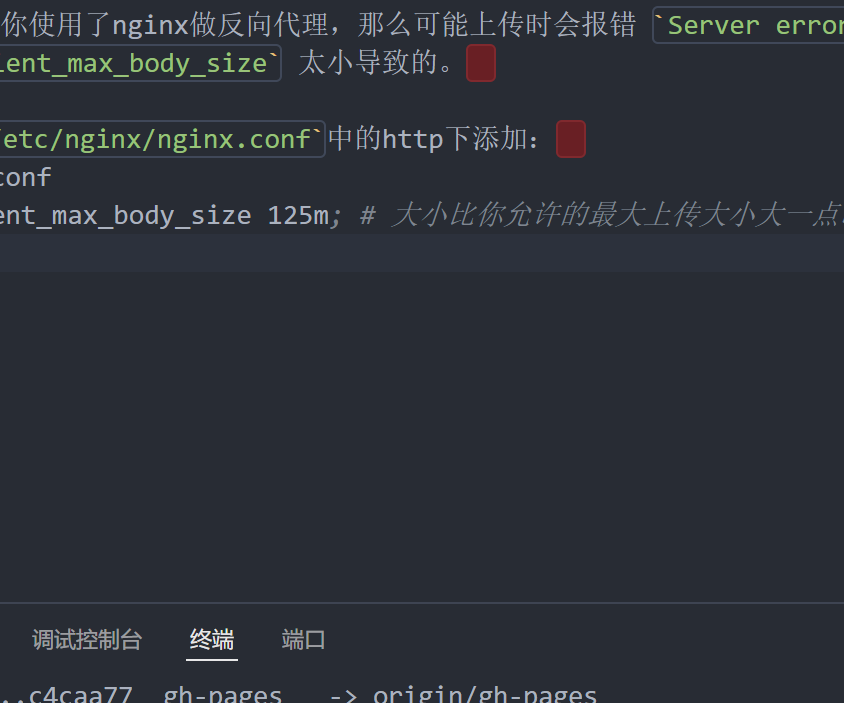 你使用了nginx做反向代理，那么可能上传时会报错 `Server error
ient_max_body_size` 太小导致的。
/etc/nginx/nginx.conf`中的http下添加：
conf
ent_max_body_size 125m; # 大小比你允许的最大上传大小大一点
调试控制台 终端 端口
..c4caa77 gh-pages -> origin/gh-pages